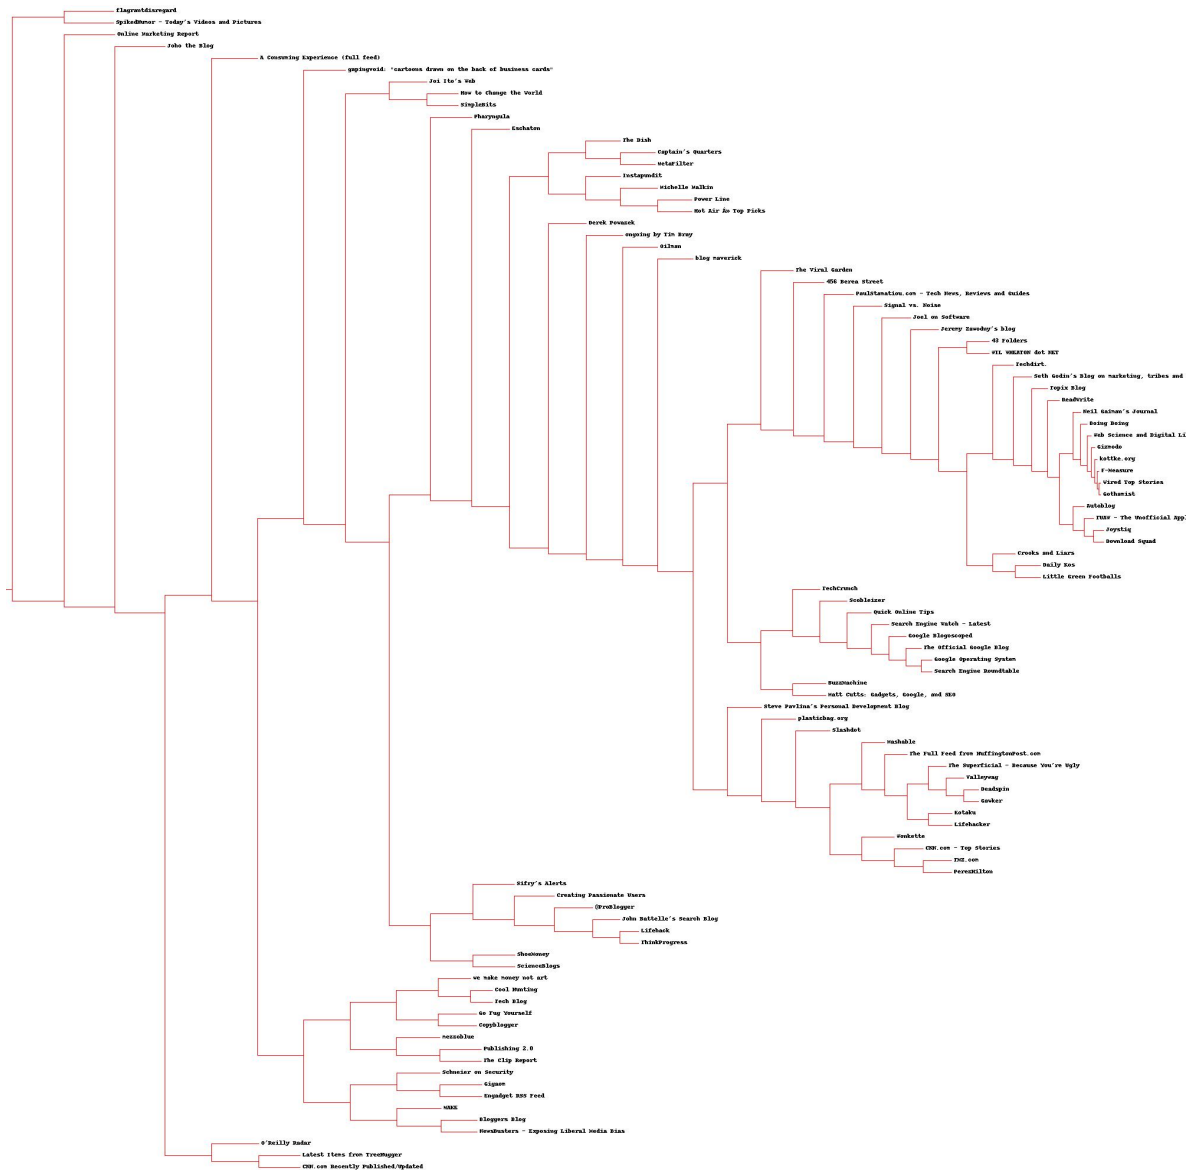 flagrantdisregard
SpikedHumor - Today's Videos and Pictures
Online Marketing Report
Joho the Blog
A Consuming Experience (full feed)
gapingvoid: "cartoons drawn on the back of business cards"
Joi Ito's Web
How to Change the World
SimpleBits
Pharyngula
Eschaton
The Dish
Captain's Quarters
MetaFilter
Instapundit
Michelle Malkin
Power Line
Hot Air Â» Top Picks
Derek Powazek
ongoing by Tim Bray
Oilman
blog maverick
The Viral Garden
456 Berea Street
PaulStamatiou.com - Tech News, Reviews and Guides
Signal vs. Noise
Joel on Software
Jeremy Zawodny's blog
43 Folders
WIL WHEATON dot NET
Techdirt.
Seth Godin's Blog on marketing, tribes and
Topix Blog
ReadWrite
Neil Gaiman's Journal
Boing Boing
Web Science and Digital Li
Gizmodo
kottke.org
F-Measure
Wired Top Stories
Gothamist
Autoblog
TUAW - The Unofficial Appl
Joystiq
Download Squad
Crooks and Liars
Daily Kos
Little Green Footballs
TechCrunch
Scobleizer
Quick Online Tips
Search Engine Watch - Latest
Google Blogoscoped
The Official Google Blog
Google Operating System
Search Engine Roundtable
BuzzMachine
Matt Cutts: Gadgets, Google, and SEO
Steve Pavlina's Personal Development Blog
plasticbag.org
Slashdot
Mashable
The Full Feed from HuffingtonPost.com
The Superficial - Because You're Ugly
Valleywag
Deadspin
Gawker
Kotaku
Lifehacker
Wonkette
CNN.com - Top Stories
TMZ.com
PerezHilton
Sifry's Alerts
Creating Passionate Users
@ProBlogger
John Battelle's Search Blog
Lifehack
ThinkProgress
ShoeMoney
ScienceBlogs
we make money not art
Cool Hunting
Tech Blog
Go Fug Yourself
Copyblogger
mezzoblue
Publishing 2.0
The Clip Report
Schneier on Security
Gigaom
Engadget RSS Feed
MAKE
Bloggers Blog
NewsBusters - Exposing Liberal Media Bias
O'Reilly Radar
Latest Items from TreeHugger
CNN.com Recently Published/Updated